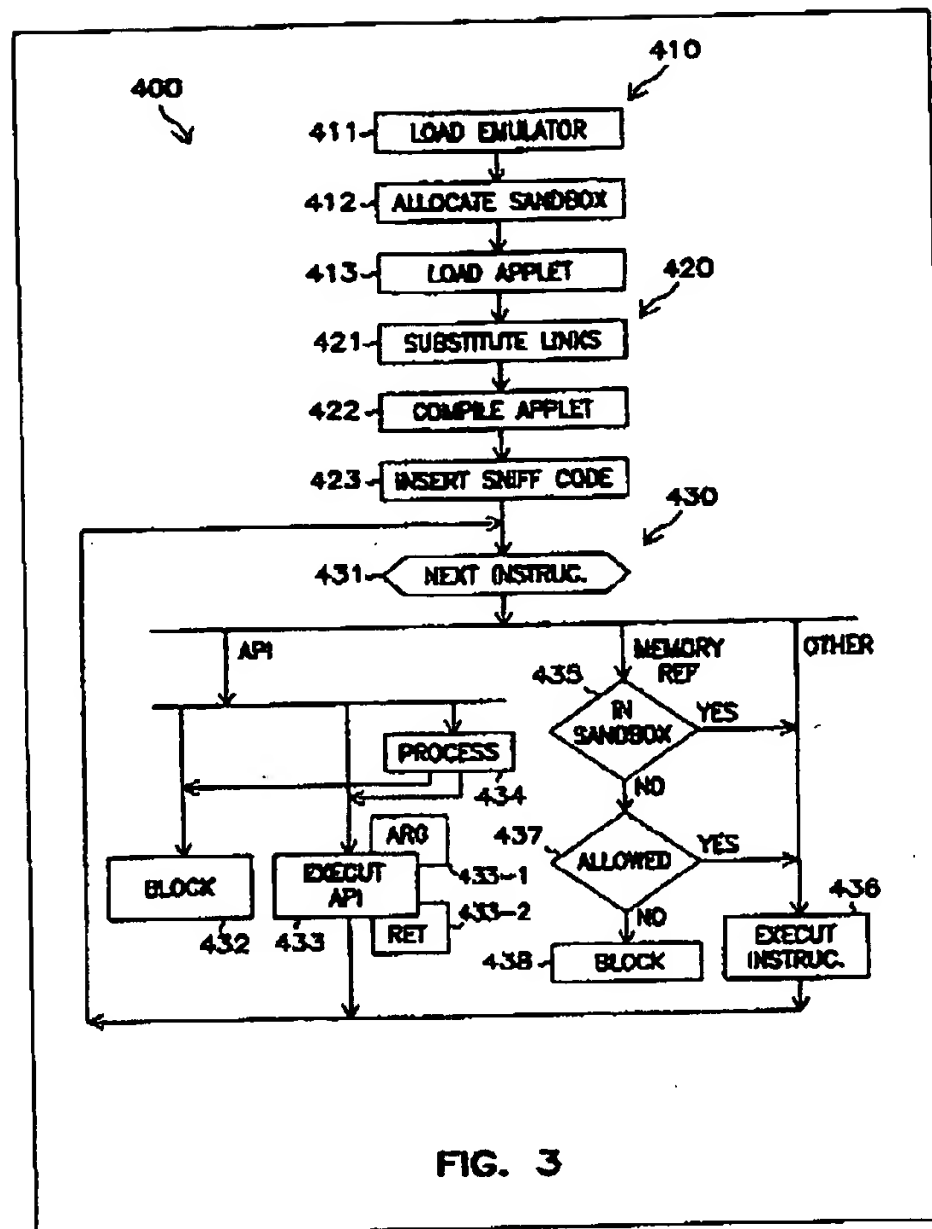 400
410
411
LOAD EMULATOR
412
ALLOCATE SANDBOX
413
LOAD APPLET
420
421
SUBSTITUTE LINKS
422
COMPILE APPLET
423
INSERT SNIFF CODE
430
431
NEXT INSTRUC.
API
MEMORY
REF
OTHER
435
IN
SANDBOX
YES
PROCESS
434
NO
437
ALLOWED
YES
ARG
433-1
BLOCK
432
EXECUT
API
433
433-2
RET
NO
438
BLOCK
436
EXECUT
INSTRUC.
FIG. 3